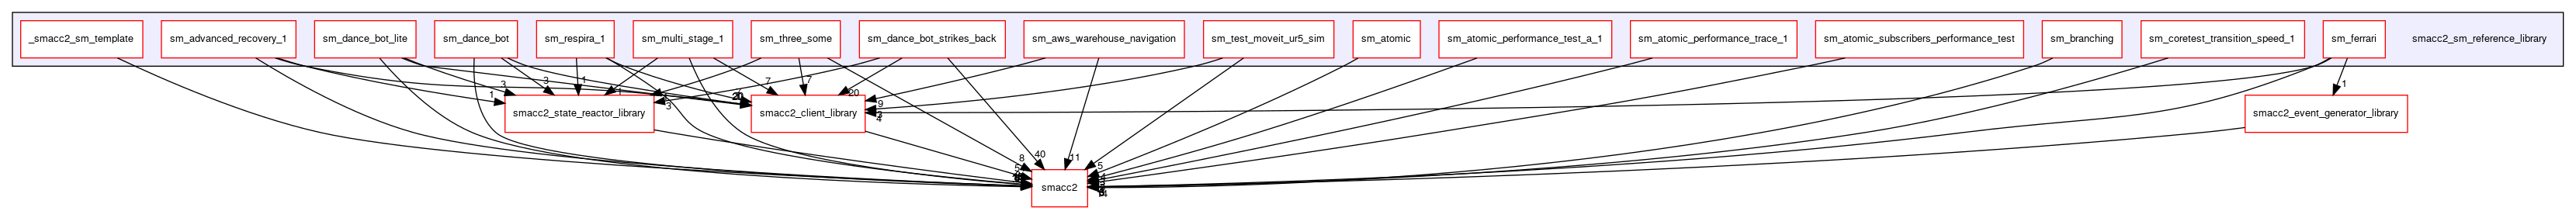 _smacc2_sm_template
sm_advanced_recovery_1
sm_dance_bot_lite
sm_dance_bot
sm_respira_1
sm_multi_stage_1
sm_three_some
sm_dance_bot_strikes_back
sm_aws_warehouse_navigation
sm_test_moveit_ur5_sim
sm_atomic
sm_atomic_performance_test_a_1
sm_atomic_performance_trace_1
sm_atomic_subscribers_performance_test
sm_branching
sm_coretest_transition_speed_1
sm_ferrari
smacc2_sm_reference_library
3
3
1
7
7
1
1
20
1
9
3
smacc2_state_reactor_library
smacc2_client_library
4
smacc2_event_generator_library
8
40
11
5
smacc2